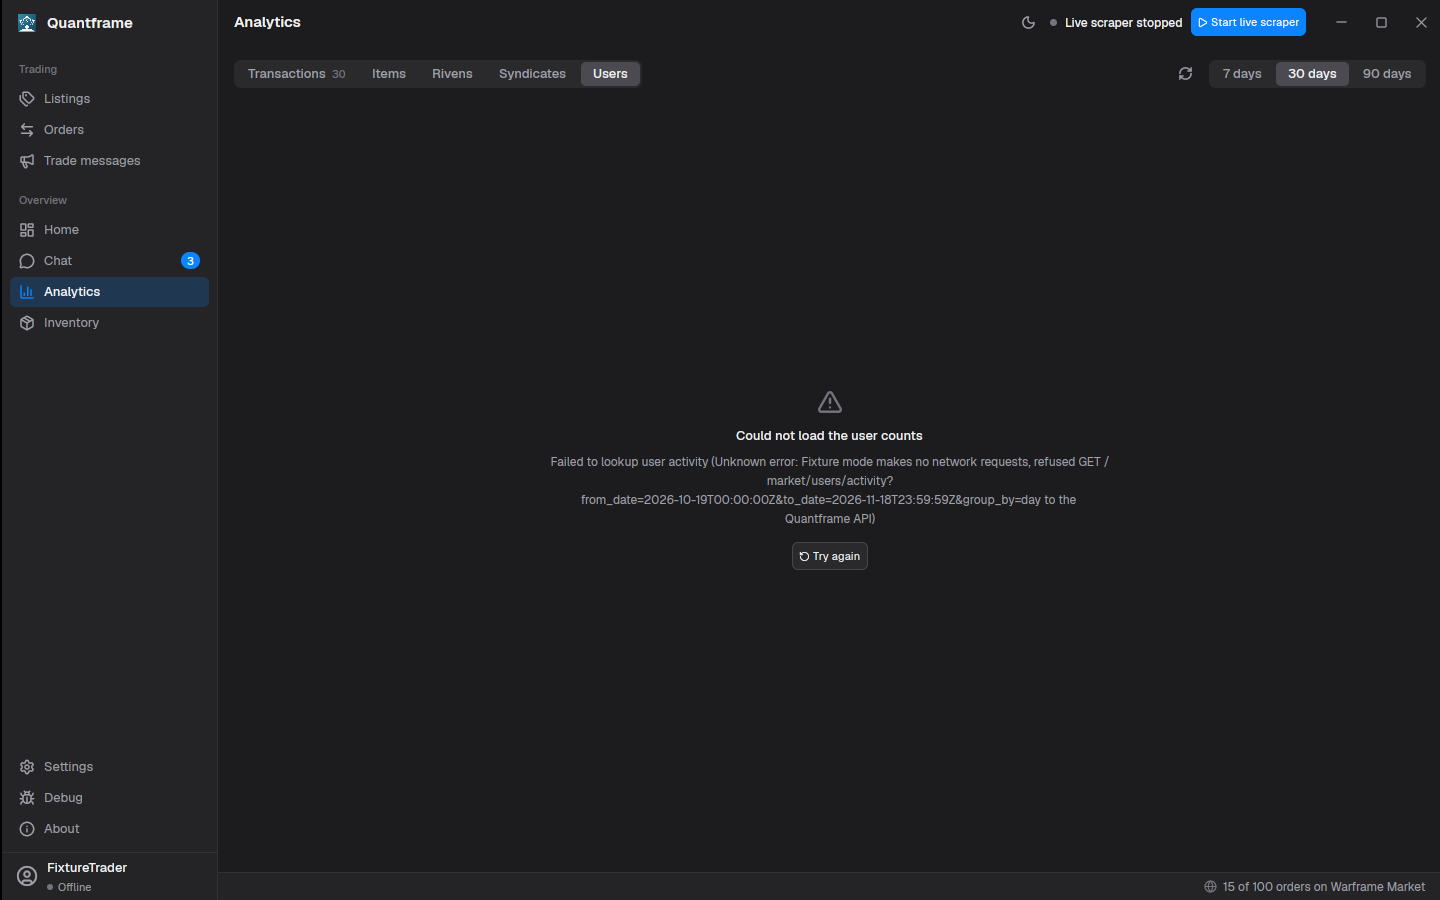 Quantframe
Analytics
Live scraper stopped
Start live scraper
Trading
Listings
Orders
Trade messages
Overview
Home
Chat
3
Analytics
Inventory
Transactions 30
Items
Rivens
Syndicates
Users
7 days
30 days
90 days
Could not load the user counts
Failed to lookup user activity (Unknown error: Fixture mode makes no network requests, refused GET /
market/users/activity?
from_date=2026-10-19T00:00:00Z&to_date=2026-11-18T23:59:59Z&group_by=day to the
Quantframe API)
Try again
Settings
Debug
About
FixtureTrader
Offline
15 of 100 orders on Warframe Market